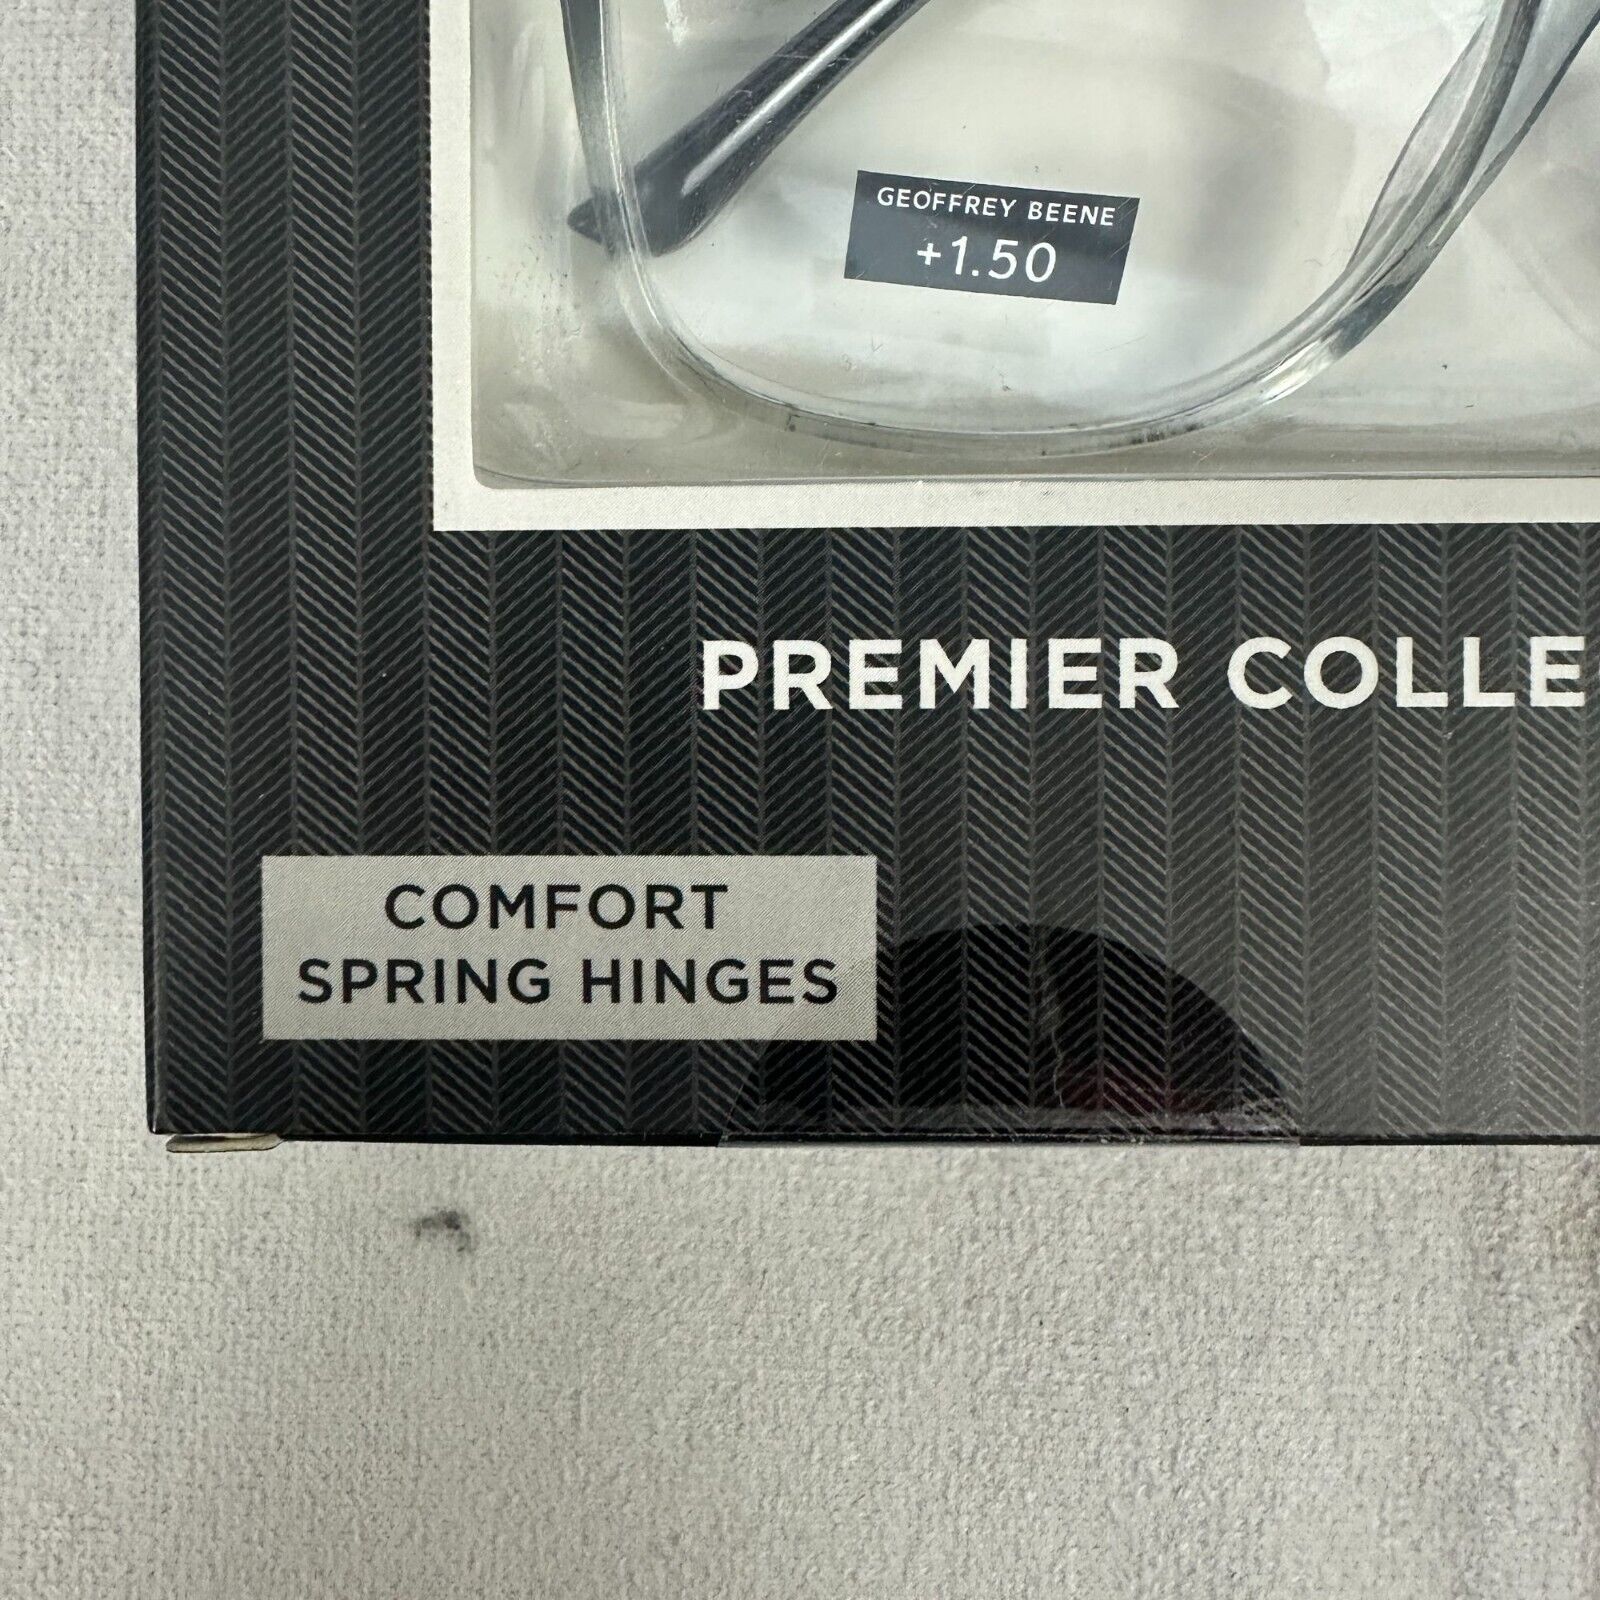 GEOFFREY BEENE
+1.50
PREMIER COLLE
COMFORT
SPRING HINGES